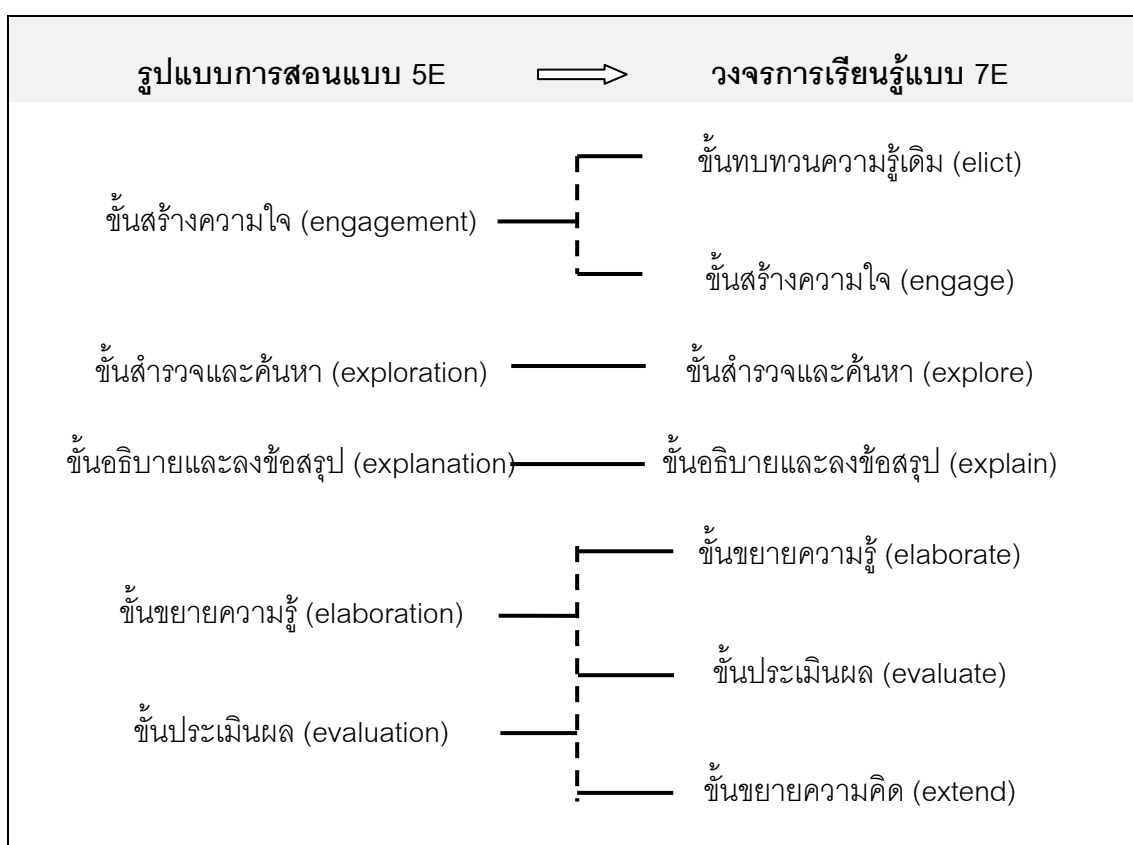 รูปแบบการสอนแบบ 5E วงจรการเรียนรู้แบบ 7E
ขั้นทบทวนความรู้เดิม (elict)
ขั้นสร้างความใจ (engagement)
ขั้นสร้างความใจ (engage)
ขั้นสำรวจและค้นหา (exploration) ขั้นสำรวจและค้นหา (explore)
ขั้นอธิบายและลงข้อสรุป (explanation) ขั้นอธิบายและลงข้อสรุป (explain)
ขั้นขยายความรู้ (elaborate)
ขั้นขยายความรู้ (elaboration)
ขั้นประเมินผล (evaluate)
ขั้นประเมินผล (evaluation)
ขั้นขยายความคิด (extend)